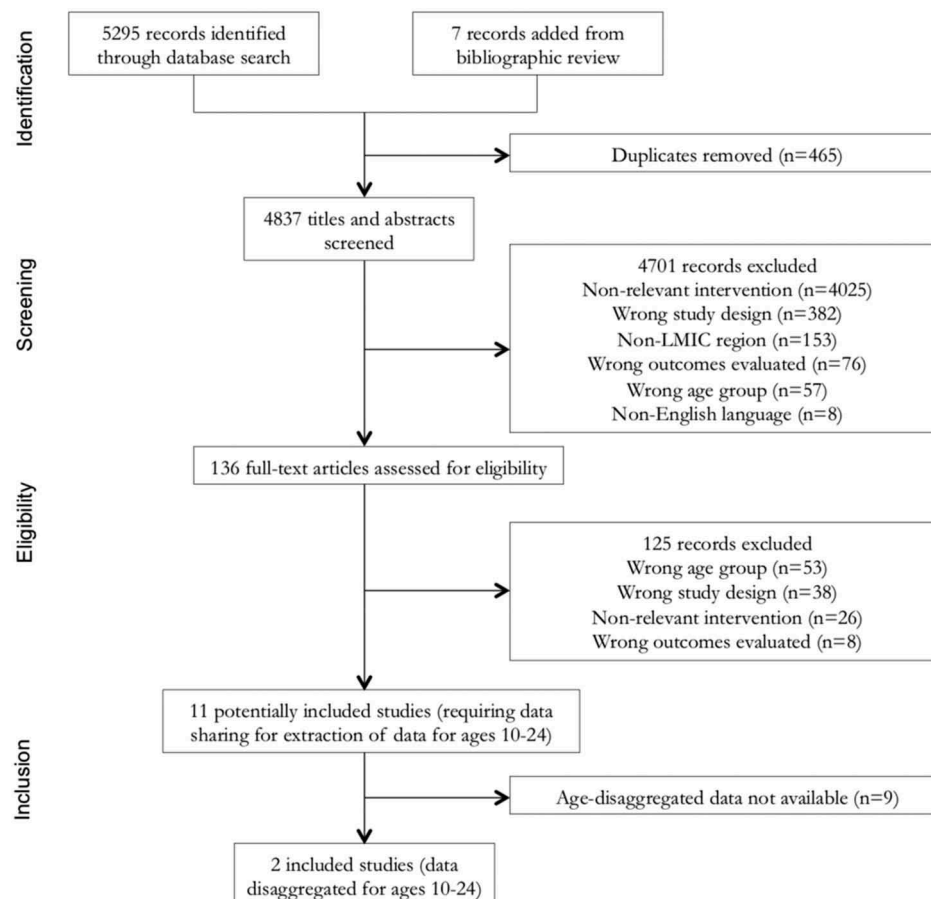 Identification
5295 records identified
through database search
7 records added from
bibliographic review
Duplicates removed (n=465)
4837 titles and abstracts
screened
Screening
4701 records excluded
Non-relevant intervention (n=4025)
Wrong study design (n=382)
Non-LMIC region (n=153)
Wrong outcomes evaluated (n=76)
Wrong age group (n=57)
Non-English language (n=8)
136 full-text articles assessed for eligibility
Eligibility
125 records excluded
Wrong age group (n=53)
Wrong study design (n=38)
Non-relevant intervention (n=26)
Wrong outcomes evaluated (n=8)
11 potentially included studies (requiring data
sharing for extraction of data for ages 10-24)
Inclusion
Age-disaggregated data not available (n=9)
2 included studies (data
disaggregated for ages 10-24)